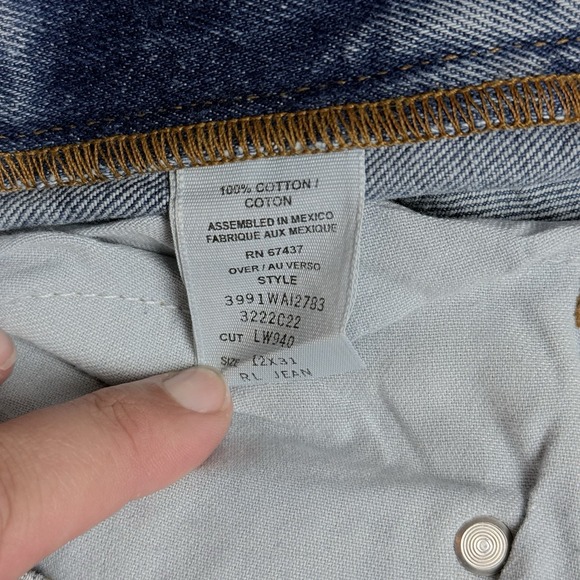 100% COTTON /
COTON
ASSEMBLED IN MEXICO
FABRIQUE AUX MEXIQUE
RN 67437
OVER / AU VERSO
STYLE
3991WAI2783
3222C22
CUT LW940
SIZE 12X31
RL JEAN